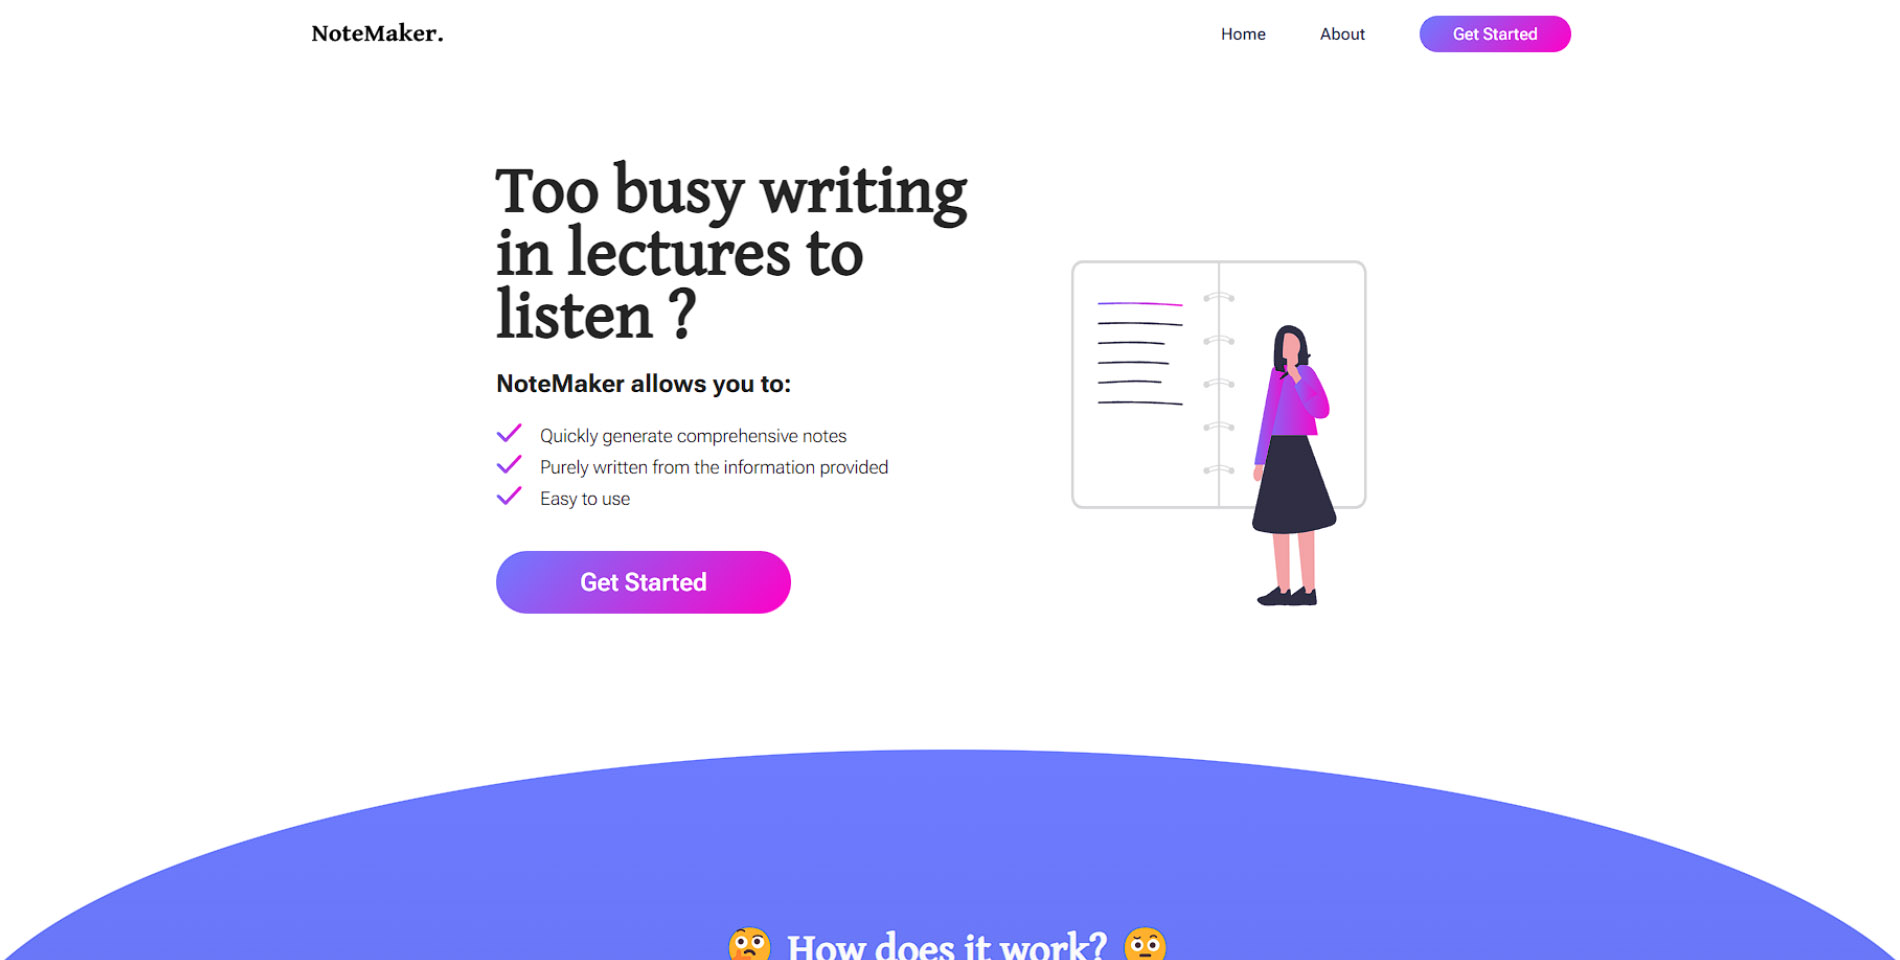 NoteMaker.
Home
About
Get Started
Too busy writing
in lectures to
listen ?
NoteMaker allows you to:
Quickly generate comprehensive notes
Purely written from the information provided
Easy to use
Get Started
How does it work?